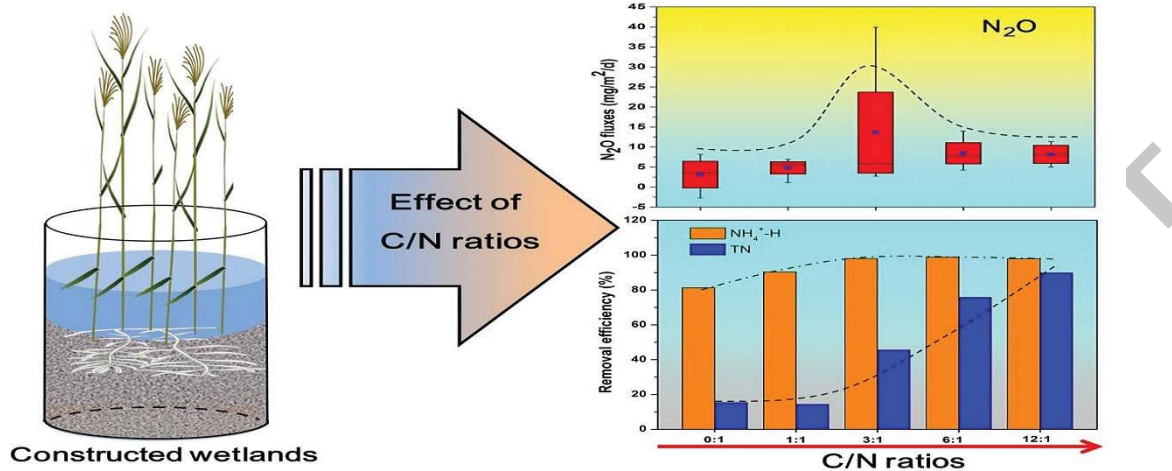 Constructed wetlands
Effect of
C/N ratios
N₂O
N₂O fluxes (mg/m²/d)
45
40
35
30
25
20
15
10
5
0
-5
NH₄⁺-H
TN
Removal efficiency (%)
120
100
80
60
40
20
0
0:1 1:1 3:1 6:1 12:1
C/N ratios